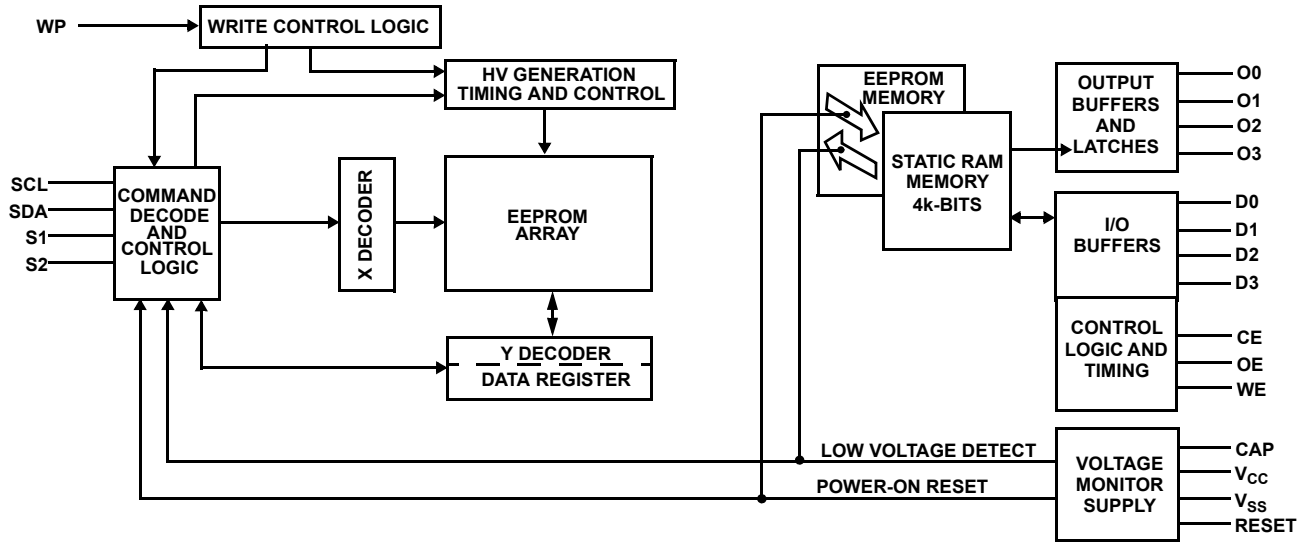 WP
WRITE CONTROL LOGIC
HV GENERATION
TIMING AND CONTROL
SCL
SDA
S1
S2
COMMAND
DECODE
AND
CONTROL
LOGIC
X DECODER
EEPROM
ARRAY
Y DECODER
DATA REGISTER
EEPROM
MEMORY
STATIC RAM
MEMORY
4k-BITS
OUTPUT
BUFFERS
AND
LATCHES
O0
O1
O2
O3
I/O
BUFFERS
D0
D1
D2
D3
CONTROL
LOGIC AND
TIMING
CE
OE
WE
LOW VOLTAGE DETECT
POWER-ON RESET
VOLTAGE
MONITOR
SUPPLY
CAP
VCC
VSS
RESET